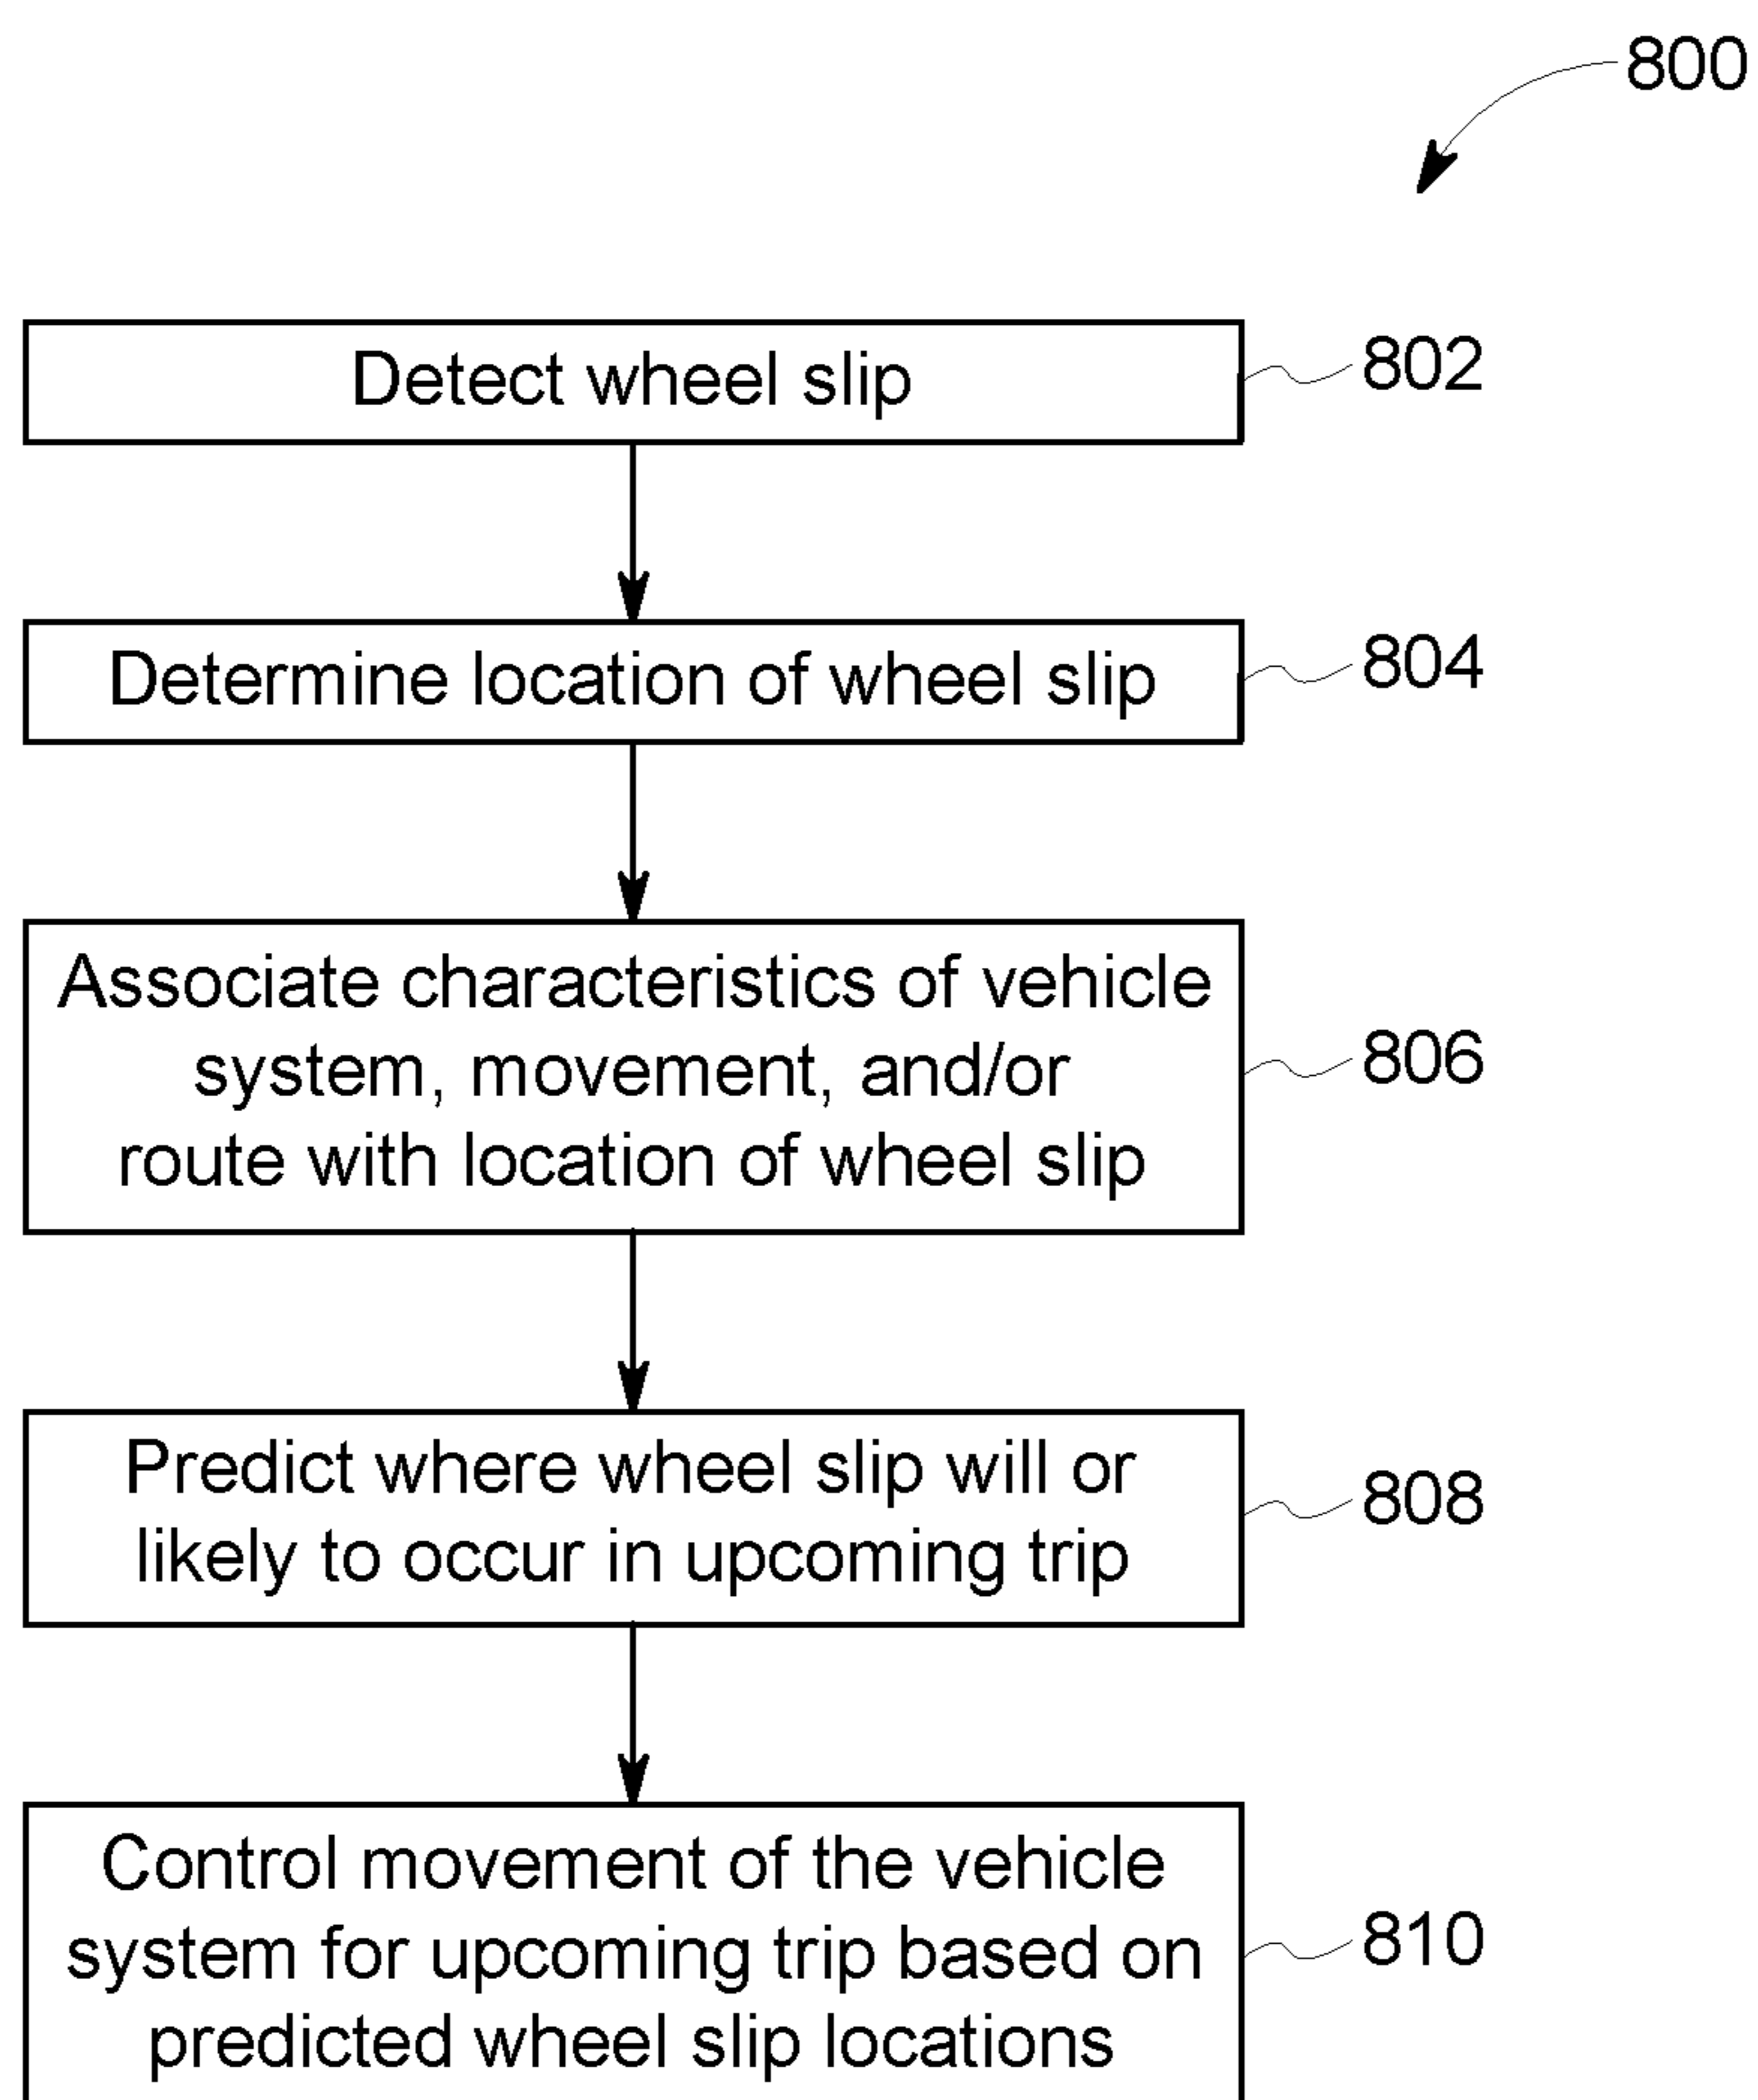 800
Detect wheel slip
802
Determine location of wheel slip
804
Associate characteristics of vehicle
system, movement, and/or
route with location of wheel slip
806
Predict where wheel slip will or
likely to occur in upcoming trip
808
Control movement of the vehicle
system for upcoming trip based on
predicted wheel slip locations
810